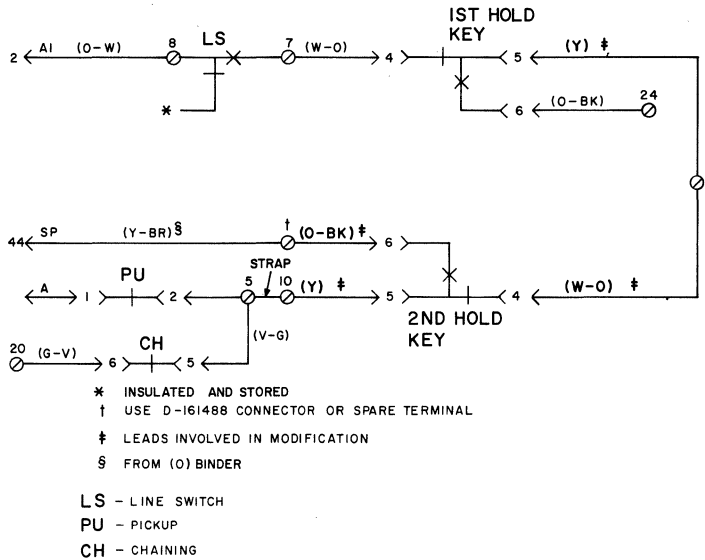 1ST HOLD
KEY
2 A1 (O-W) 8 LS 7 (W-O) 4 5 (Y) ‡
* 6 (O-BK) 24
44 SP (Y-BR)§ † (O-BK)‡ 6
A 1 PU 2 5 STRAP 10 (Y) ‡ 5 4 (W-O) ‡
2ND HOLD
KEY
20 (G-V) 6 CH 5 (V-G)
* INSULATED AND STORED
† USE D-161488 CONNECTOR OR SPARE TERMINAL
‡ LEADS INVOLVED IN MODIFICATION
§ FROM (O) BINDER
LS - LINE SWITCH
PU - PICKUP
CH - CHAINING